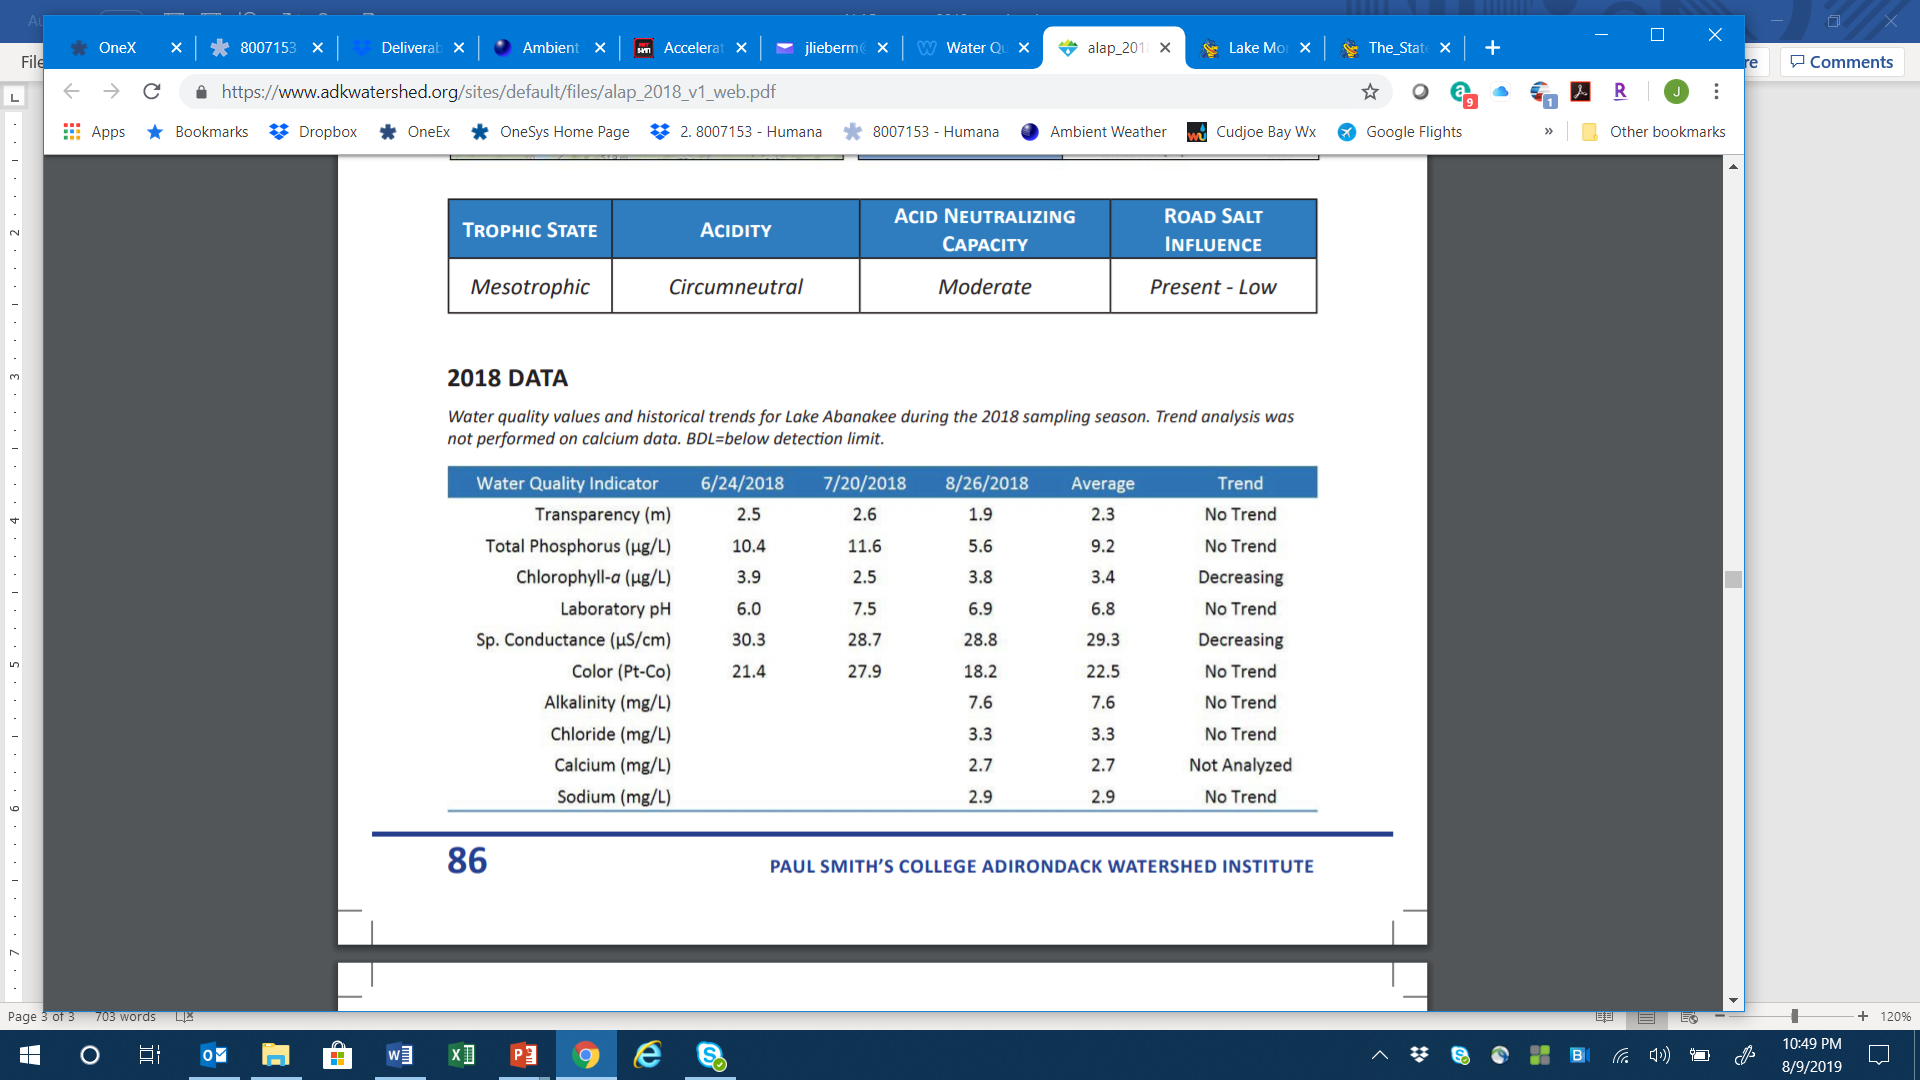 OneX
8007153
Deliverab
Ambient
Accelerat
jlieberm@
Water Qu
alap_201
Lake Mor
The_State
File
Comments
https://www.adkwatershed.org/sites/default/files/alap_2018_v1_web.pdf
9
1
J
Apps
Bookmarks
Dropbox
OneEx
OneSys Home Page
2. 8007153 - Humana
8007153 - Humana
Ambient Weather
Cudjoe Bay Wx
Google Flights
»
Other bookmarks
TROPHIC STATE ACIDITY ACID NEUTRALIZING CAPACITY ROAD SALT INFLUENCE
Mesotrophic Circumneutral Moderate Present - Low
2018 DATA
Water quality values and historical trends for Lake Abanakee during the 2018 sampling season. Trend analysis was
not performed on calcium data. BDL=below detection limit.
Water Quality Indicator 6/24/2018 7/20/2018 8/26/2018 Average Trend
Transparency (m) 2.5 2.6 1.9 2.3 No Trend
Total Phosphorus (µg/L) 10.4 11.6 5.6 9.2 No Trend
Chlorophyll-a (µg/L) 3.9 2.5 3.8 3.4 Decreasing
Laboratory pH 6.0 7.5 6.9 6.8 No Trend
Sp. Conductance (µS/cm) 30.3 28.7 28.8 29.3 Decreasing
Color (Pt-Co) 21.4 27.9 18.2 22.5 No Trend
Alkalinity (mg/L) 7.6 7.6 No Trend
Chloride (mg/L) 3.3 3.3 No Trend
Calcium (mg/L) 2.7 2.7 Not Analyzed
Sodium (mg/L) 2.9 2.9 No Trend
86 PAUL SMITH'S COLLEGE ADIRONDACK WATERSHED INSTITUTE
2
3
4
5
6
7
Page 3 of 3 703 words
120%
10:49 PM
8/9/2019